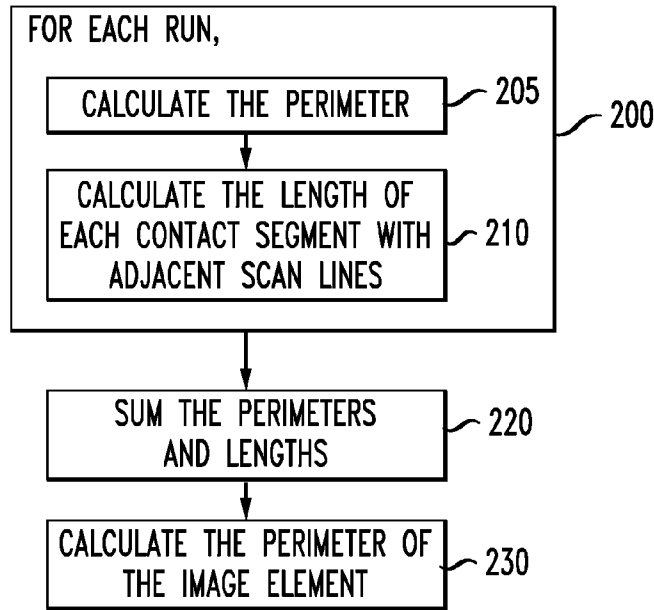 FOR EACH RUN,
CALCULATE THE PERIMETER
205
200
CALCULATE THE LENGTH OF
EACH CONTACT SEGMENT WITH
ADJACENT SCAN LINES
210
SUM THE PERIMETERS
AND LENGTHS
220
CALCULATE THE PERIMETER OF
THE IMAGE ELEMENT
230